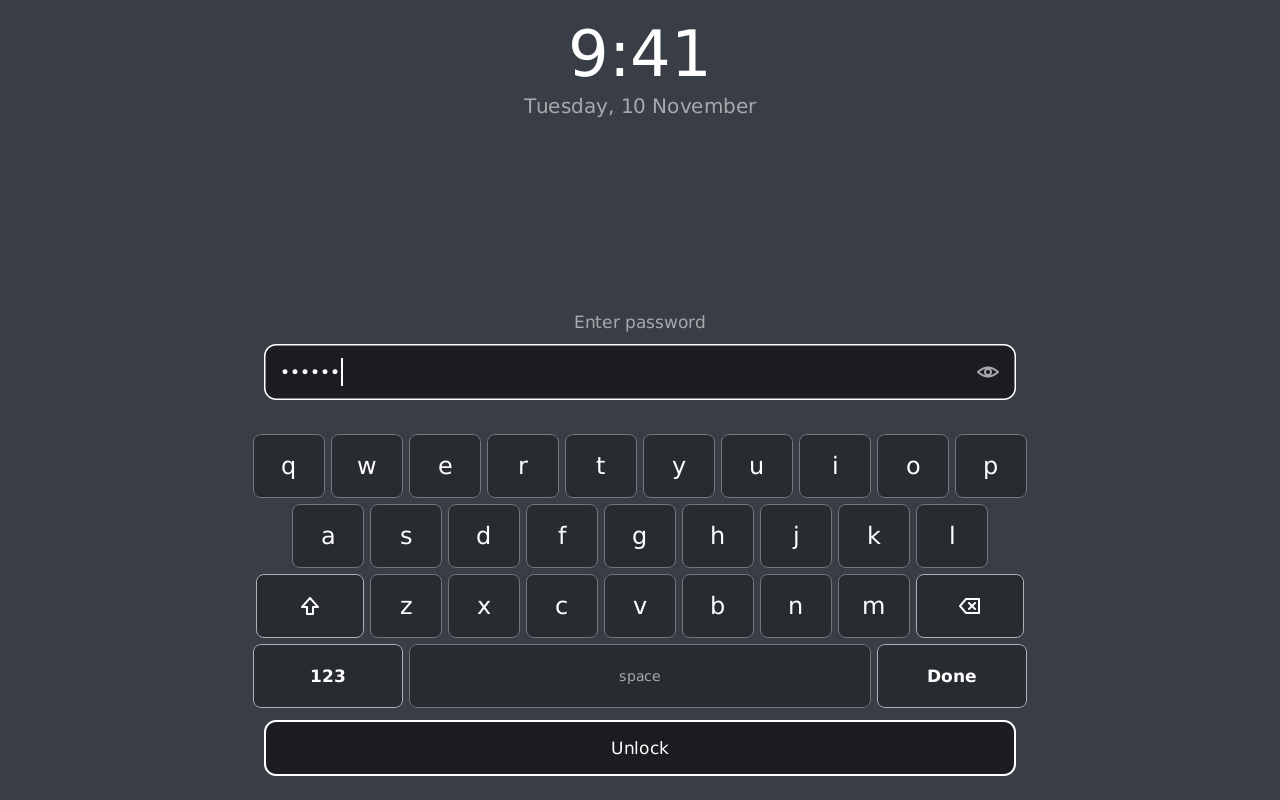 9:41
Tuesday, 10 November
Enter password
••••••
q w e r t y u i o p
a s d f g h j k l
z x c v b n m
123 space Done
Unlock